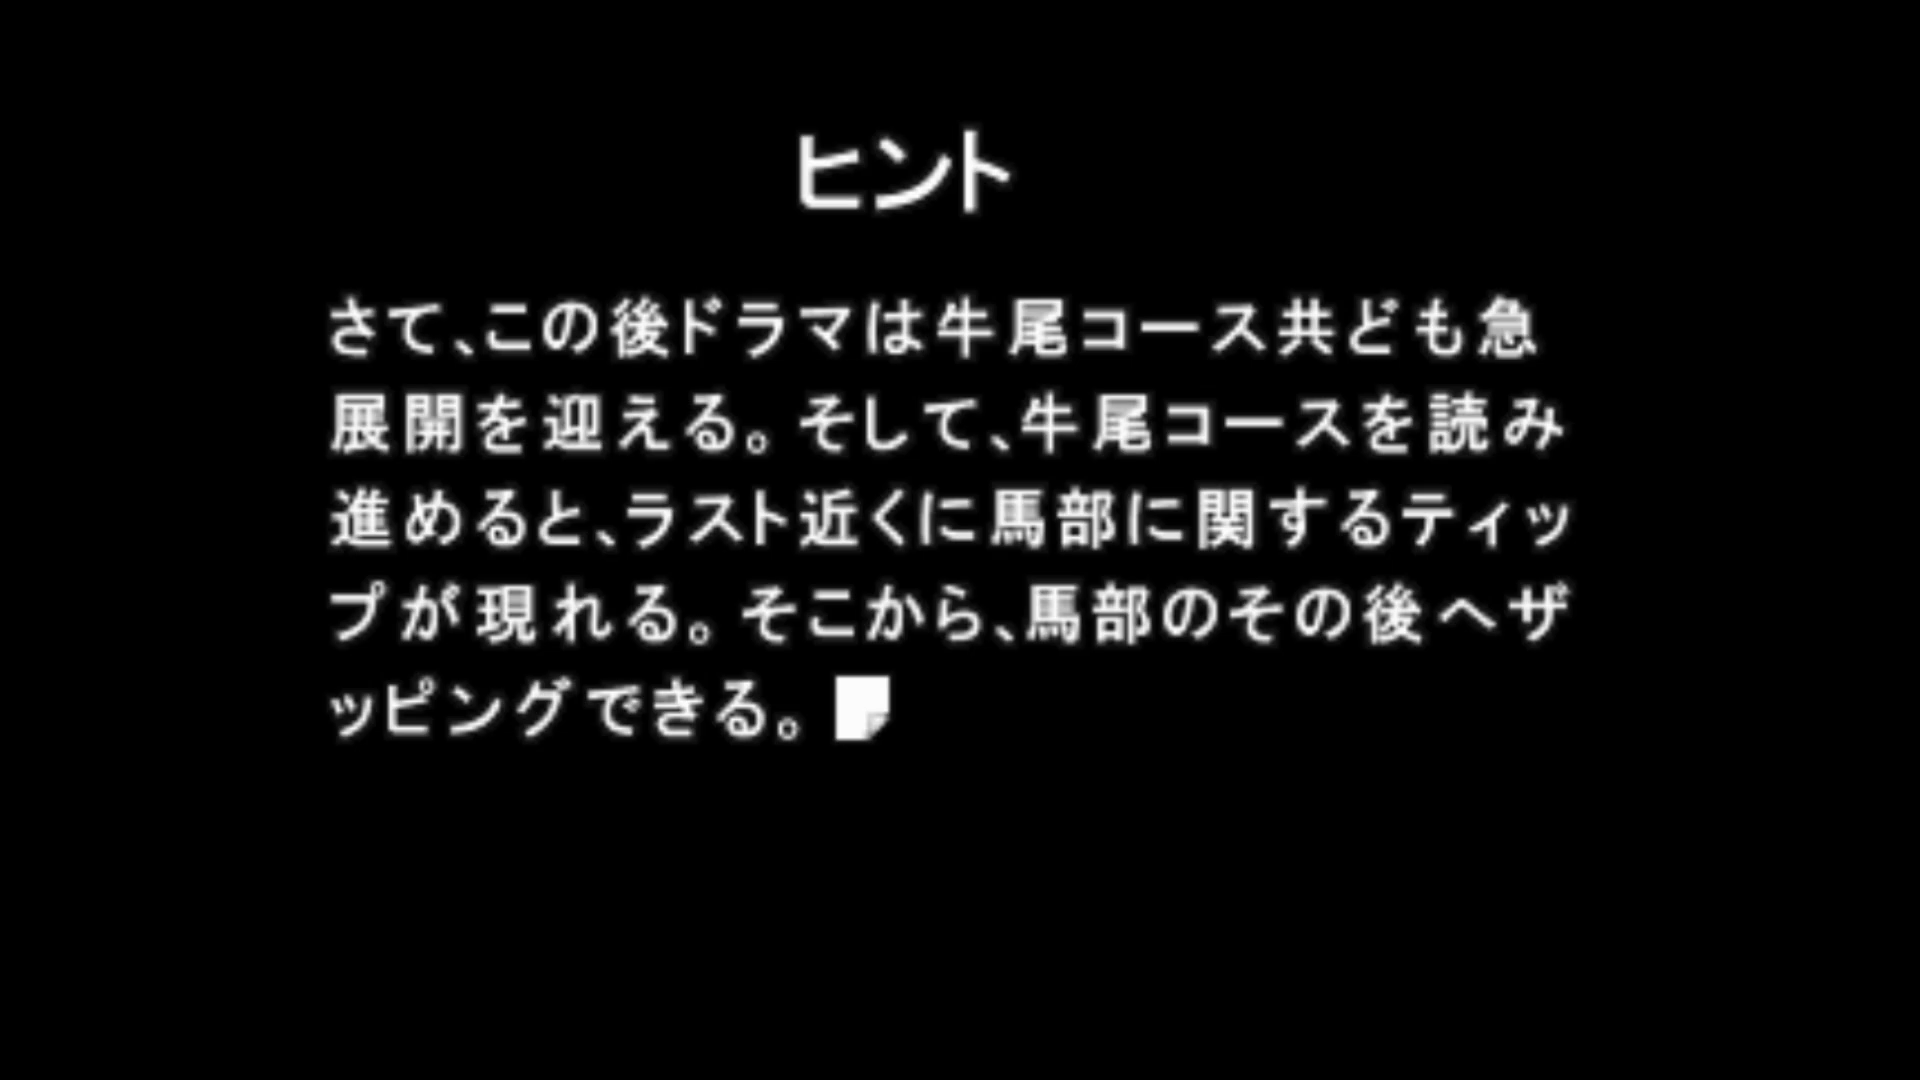 ヒント
さて、この後ドラマは牛尾コース共ども急
展開を迎える。そして、牛尾コースを読み
進めると、ラスト近くに馬部に関するティッ
プが現れる。そこから、馬部のその後へザ
ッピングできる。